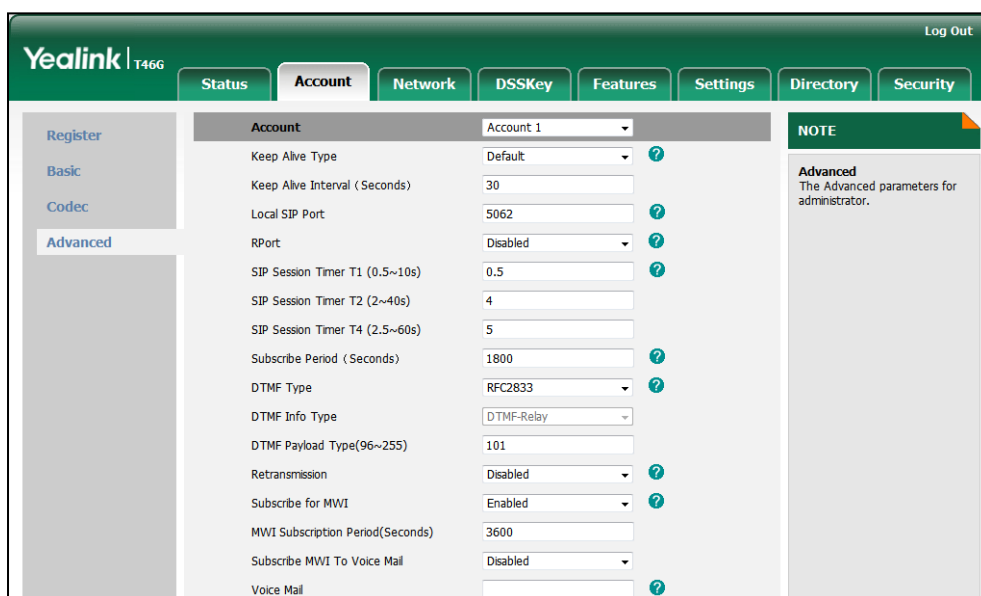 Log Out
Yealink T46G
Status Account Network DSSKey Features Settings Directory Security
Register
Basic
Codec
Advanced
Account Account 1
Keep Alive Type Default ?
Keep Alive Interval (Seconds) 30
Local SIP Port 5062 ?
RPort Disabled ?
SIP Session Timer T1 (0.5~10s) 0.5 ?
SIP Session Timer T2 (2~40s) 4
SIP Session Timer T4 (2.5~60s) 5
Subscribe Period (Seconds) 1800 ?
DTMF Type RFC2833 ?
DTMF Info Type DTMF-Relay
DTMF Payload Type(96~255) 101
Retransmission Disabled ?
Subscribe for MWI Enabled ?
MWI Subscription Period(Seconds) 3600
Subscribe MWI To Voice Mail Disabled
Voice Mail ?
NOTE
Advanced
The Advanced parameters for
administrator.